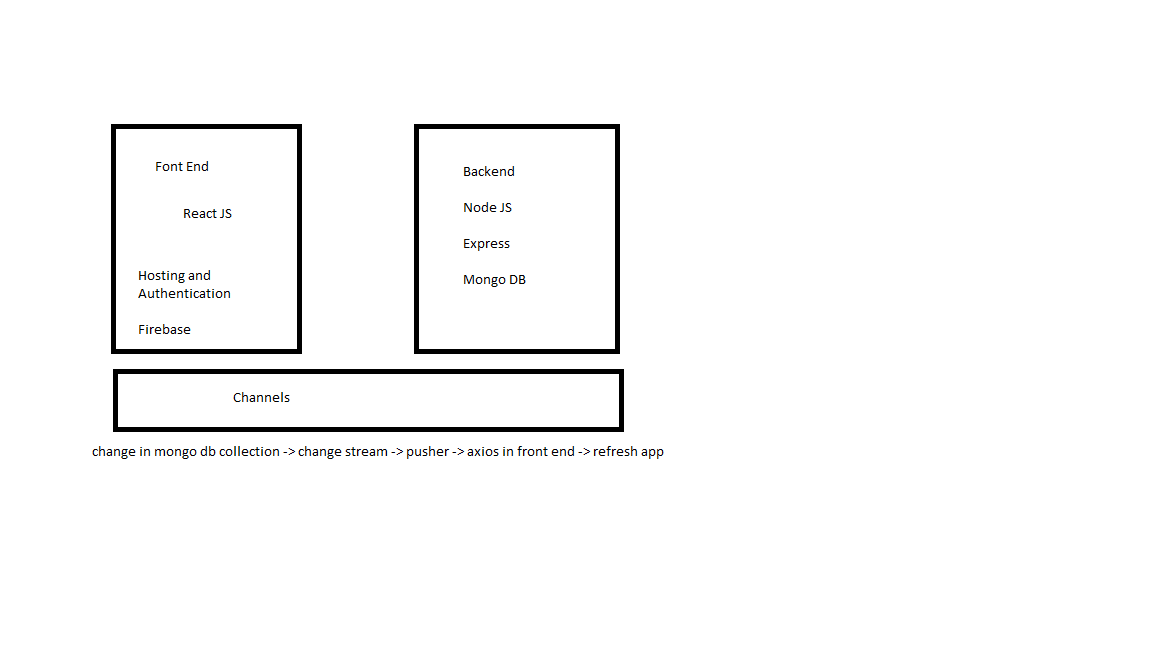 Font End
React JS
Hosting and
Authentication
Firebase
Backend
Node JS
Express
Mongo DB
Channels
change in mongo db collection -> change stream -> pusher -> axios in front end -> refresh app